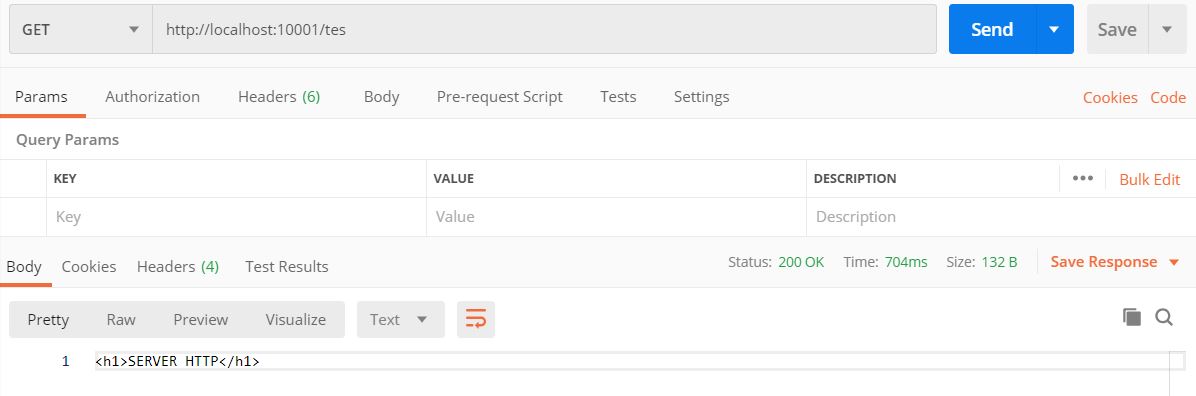 GET http://localhost:10001/tes Send Save
Params Authorization Headers (6) Body Pre-request Script Tests Settings Cookies Code
Query Params
KEY VALUE DESCRIPTION ••• Bulk Edit
Key Value Description
Body Cookies Headers (4) Test Results Status: 200 OK Time: 704ms Size: 132 B Save Response
Pretty Raw Preview Visualize Text
1 <h1>SERVER HTTP</h1>